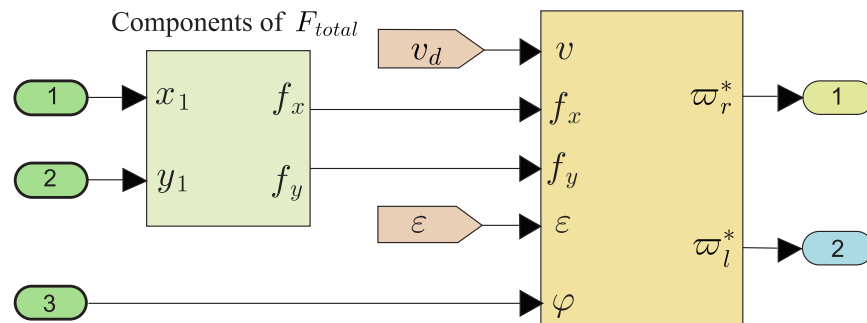 Components of F_total
v_d
v
1
x_1
f_x
f_x
ϖ_r^*
1
2
y_1
f_y
f_y
ε
ε
ϖ_l^*
2
3
φ